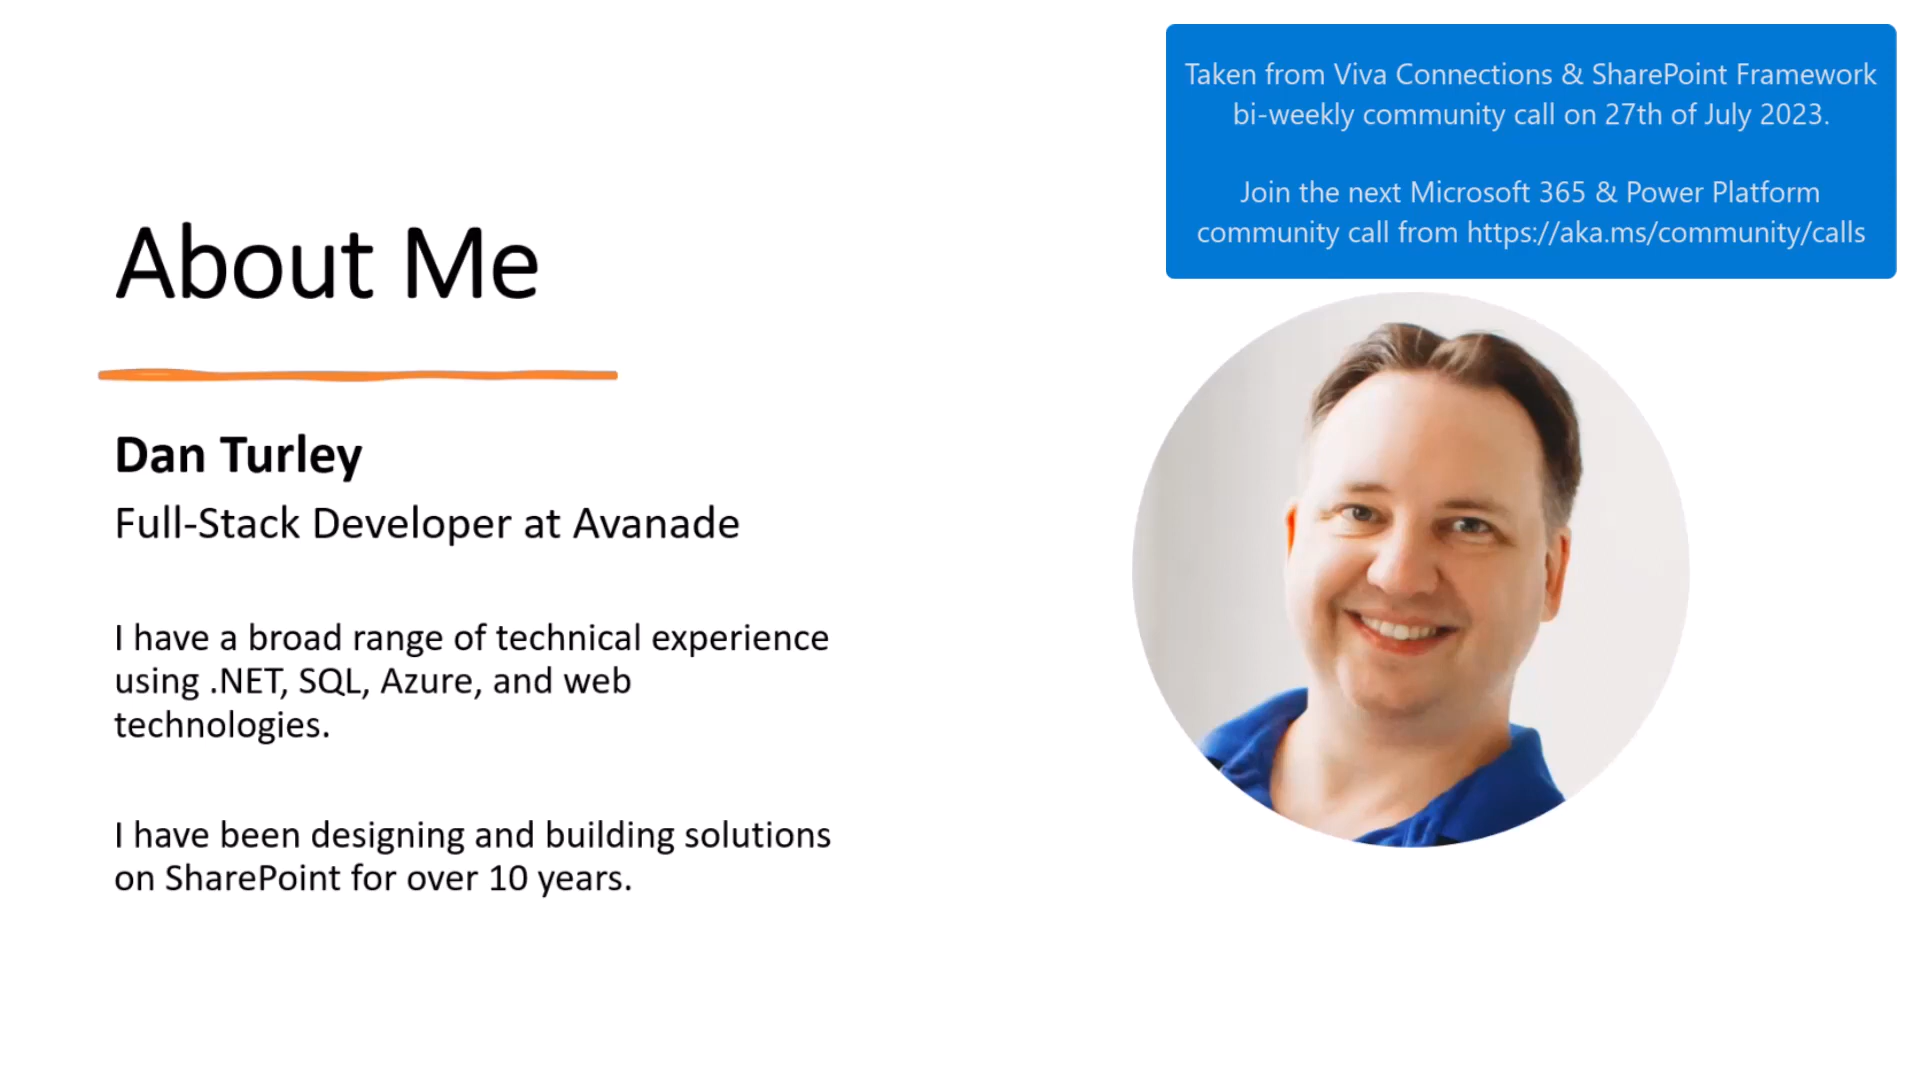 Taken from Viva Connections & SharePoint Framework
bi-weekly community call on 27th of July 2023.
Join the next Microsoft 365 & Power Platform
community call from https://aka.ms/community/calls
About Me
Dan Turley
Full-Stack Developer at Avanade
I have a broad range of technical experience
using .NET, SQL, Azure, and web
technologies.
I have been designing and building solutions
on SharePoint for over 10 years.